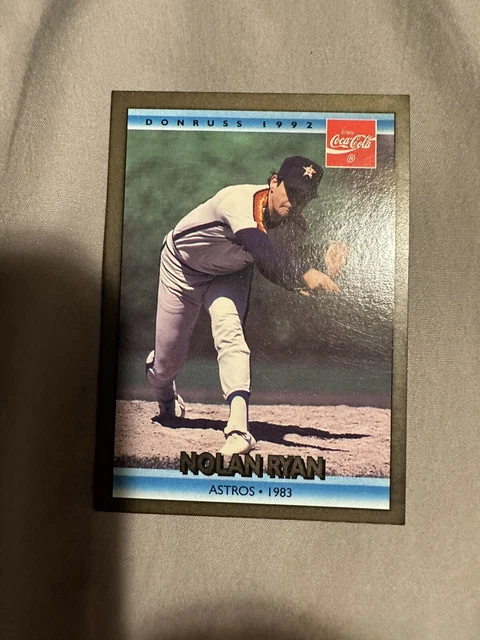 DONRUSS 1992
Enjoy
Coca-Cola
®
NOLAN RYAN
ASTROS • 1983